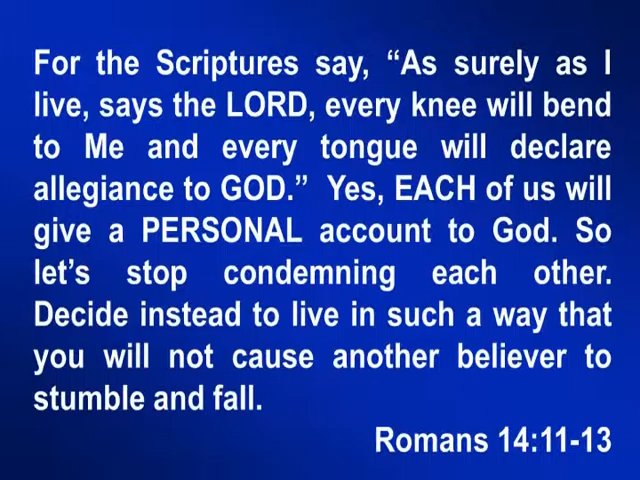 For the Scriptures say, “As surely as I
live, says the LORD, every knee will bend
to Me and every tongue will declare
allegiance to GOD.”  Yes, EACH of us will
give a PERSONAL account to God. So
let’s stop condemning each other.
Decide instead to live in such a way that
you will not cause another believer to
stumble and fall.
Romans 14:11-13